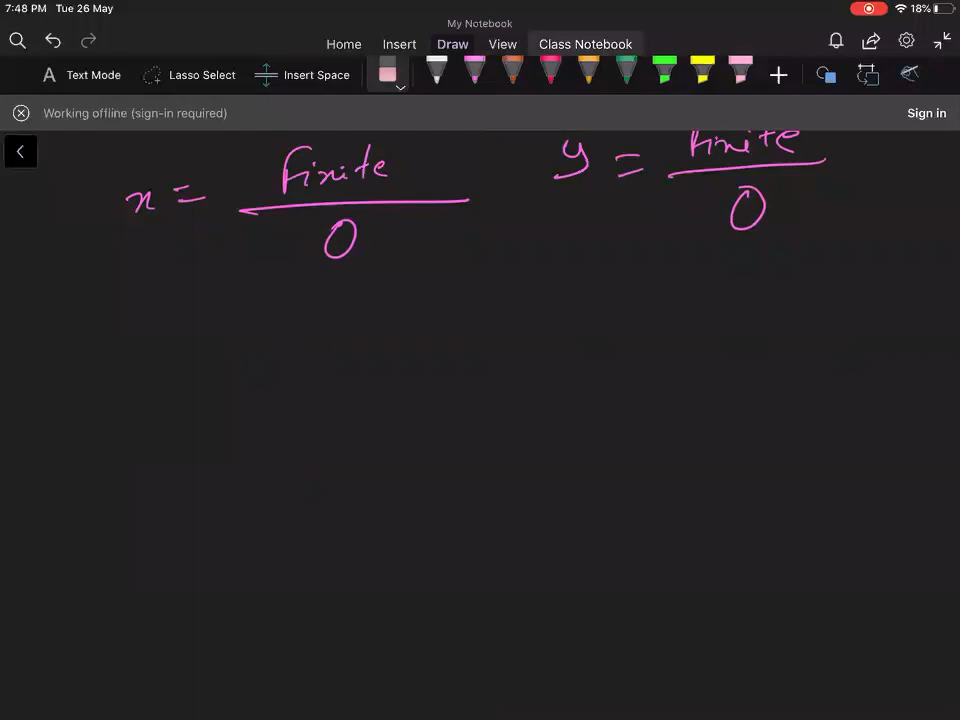 7:48 PM Tue 26 May
18%
My Notebook
Home Insert Draw View Class Notebook
Text Mode Lasso Select Insert Space
Working offline (sign-in required) Sign in
x = finite / 0
y = finite / 0